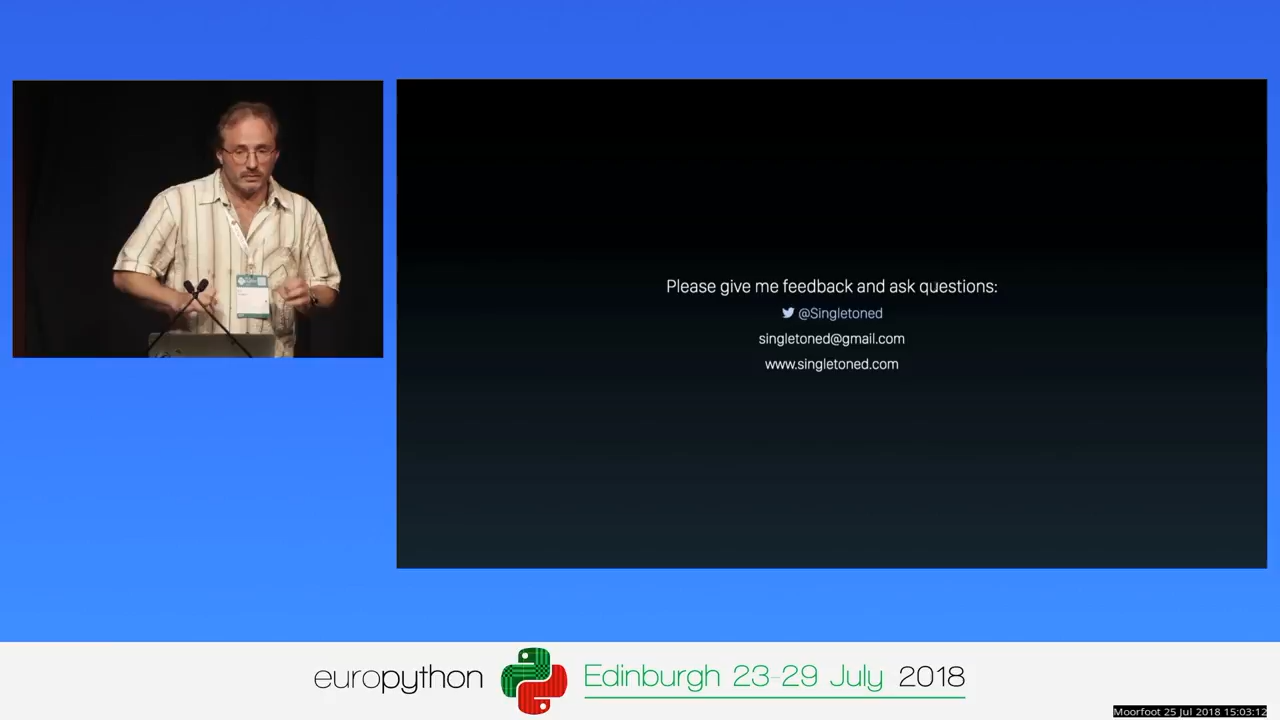 Please give me feedback and ask questions:
@Singletoned
singletoned@gmail.com
www.singletoned.com
europython
Edinburgh 23-29 July 2018
Moorfoot 25 Jul 2018 15:03:12